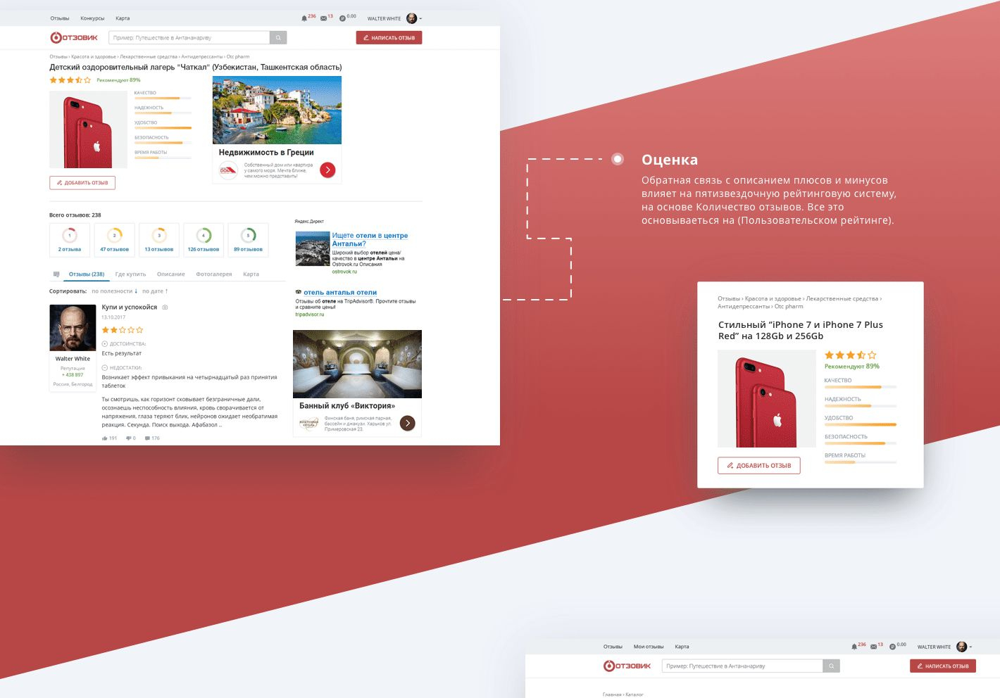 Отзывы Конкурсы Карта
236 13 0.00 WALTER WHITE
ОТЗОВИК
Пример: Путешествие в Антананариву
НАПИСАТЬ ОТЗЫВ
Отзывы › Красота и здоровье › Лекарственные средства › Антидепрессанты › Otc pharm
Детский оздоровительный лагерь "Чаткал" (Узбекистан, Ташкентская область)
Рекомендуют 89%
КАЧЕСТВО
НАДЕЖНОСТЬ
УДОБСТВО
БЕЗОПАСНОСТЬ
ВРЕМЯ РАБОТЫ
ДОБАВИТЬ ОТЗЫВ
Недвижимость в Греции
Собственный дом или квартира
у самого моря. Мечта ближе,
чем можно представить!
Всего отзывов: 238
1 2 3 4 5
2 отзыва 47 отзывов 13 отзывов 126 отзывов 89 отзывов
Отзывы (238) Где купить Описание Фотогалерея Карта
Сортировать: по полезности ↓ по дате ↑
Walter White
Репутация
+ 438 897
Россия, Белгород
Купи и успокойся
13.10.2017
ДОСТОИНСТВА:
Есть результат
НЕДОСТАТКИ:
Возникает эффект привыкания на четырнадцатый раз принятия
таблеток
Ты смотришь, как горизонт сковывает безграничные дали,
осознаешь неспособность влияния, кровь сворачивается от
напряжения, глаза теряют блик, нейронов ожидает необратимая
реакция. Секунда. Поиск выхода. Афабазол ..
191 0 176
Яндекс Директ
Ищете отели в центре
Антальи?
Широкий выбор отелей цена/
качество в центре Антальи на
Ostrovok.ru Описания
ostrovok.ru
отель анталья отели
Отзывы об отеле на TripAdvisor®. Прочтите отзывы
и сравните цены!
tripadvisor.ru
Банный клуб «Виктория»
Финская баня, римская парная,
бассейн и джакузи. Харьков ул.
Примеровская 23.
Оценка
Обратная связь с описанием плюсов и минусов
влияет на пятизвездочную рейтинговую систему,
на основе Количество отзывов. Все это
основываеться на (Пользовательском рейтинге).
Отзывы › Красота и здоровье › Лекарственные средства ›
Антидепрессанты › Otc pharm
Стильный “iPhone 7 и iPhone 7 Plus
Red” на 128Gb и 256Gb
Рекомендуют 89%
КАЧЕСТВО
НАДЕЖНОСТЬ
УДОБСТВО
БЕЗОПАСНОСТЬ
ВРЕМЯ РАБОТЫ
ДОБАВИТЬ ОТЗЫВ
Отзывы Мои отзывы Карта
236 13 0.00 WALTER WHITE
ОТЗОВИК
Пример: Путешествие в Антананариву
НАПИСАТЬ ОТЗЫВ
Главная › Каталог